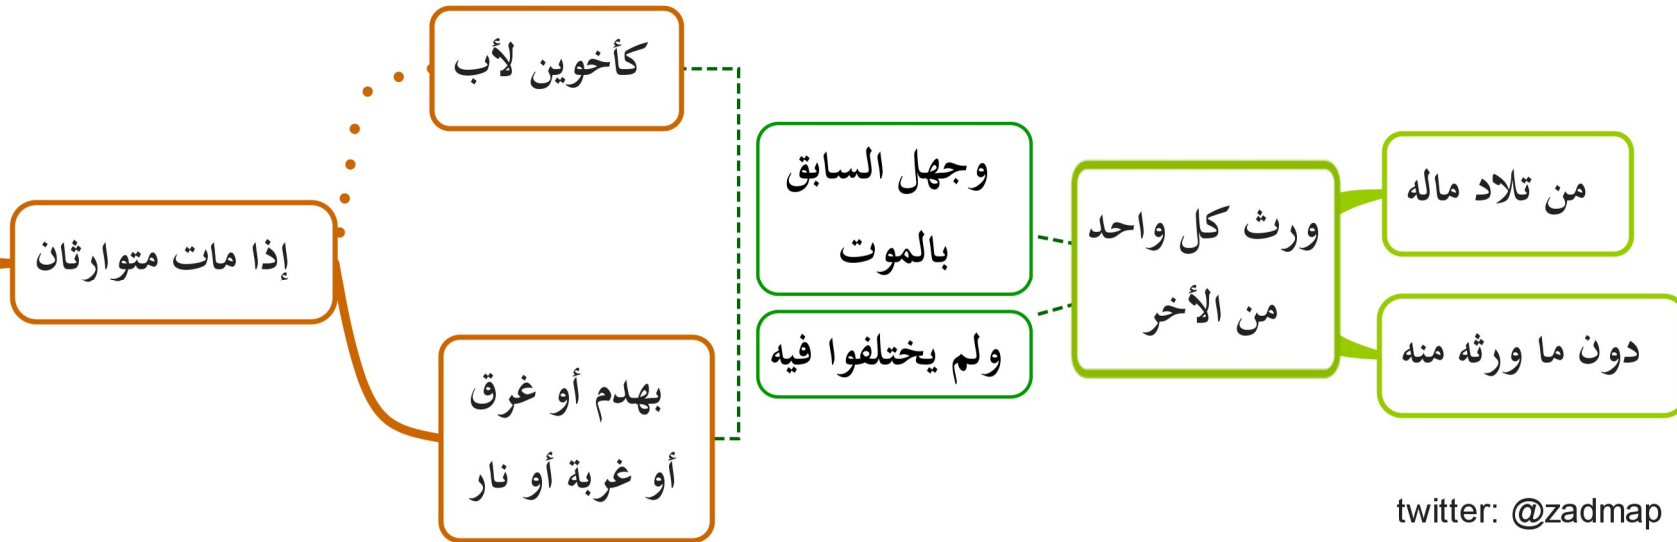 إذا مات متوارثان
كأخوين لأب
بهدم أو غرق
أو غربة أو نار
وجهل السابق
بالموت
ولم يختلفوا فيه
ورث كل واحد
من الأخر
من تلاد ماله
دون ما ورثه منه
twitter: @zadmap